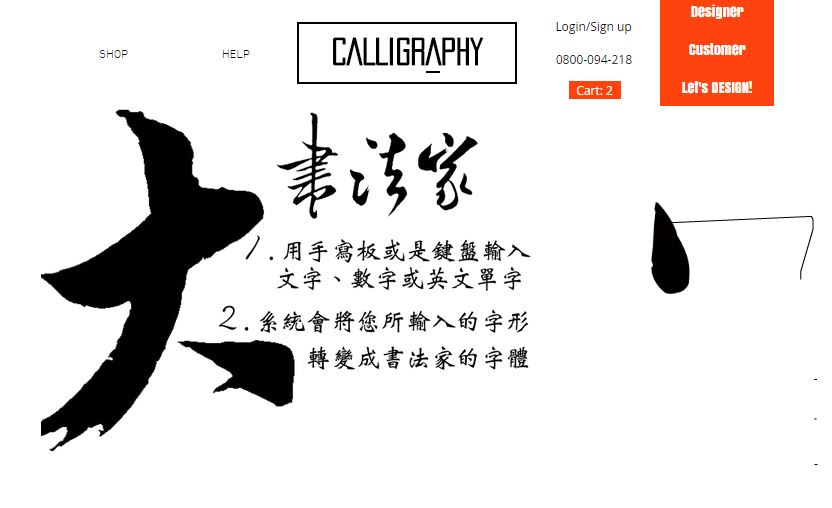 SHOP
HELP
CALLIGRAPHY
Login/Sign up
0800-094-218
Cart: 2
Designer
Customer
Let's DESIGN!
大
書法家
1.用手寫板或是鍵盤輸入
文字、數字或英文單字
2.系統會將您所輸入的字形
轉變成書法家的字體